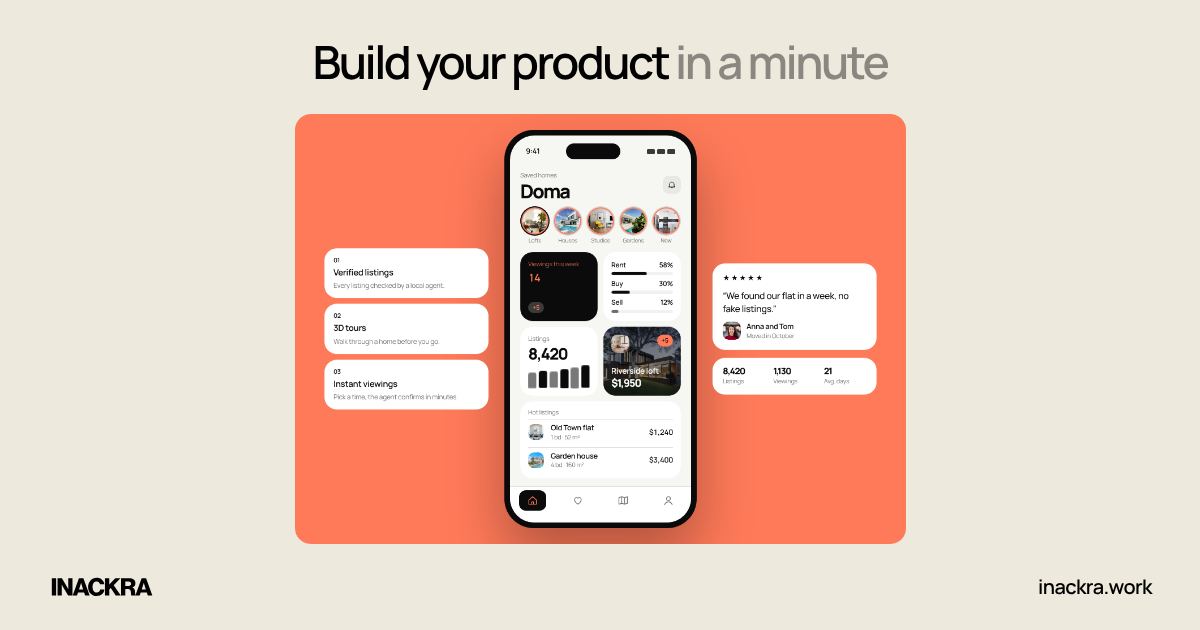 Build your product in a minute
01
Verified listings
Every listing checked by a local agent.
02
3D tours
Walk through a home before you go.
03
Instant viewings
Pick a time, the agent confirms in minutes.
9:41
Saved homes
Doma
Lofts Houses Studios Gardens New
Viewings this week
14
+5
Rent 58%
Buy 30%
Sell 12%
Listings
8,420
+5
Riverside loft
$1,950
Hot listings
Old Town flat
1 bd · 52 m²
$1,240
Garden house
4 bd · 160 m²
$3,400
★★★★★
“We found our flat in a week, no
fake listings.”
Anna and Tom
Moved in October
8,420 1,130 21
Listings Viewings Avg. days
INACKRA
inackra.work